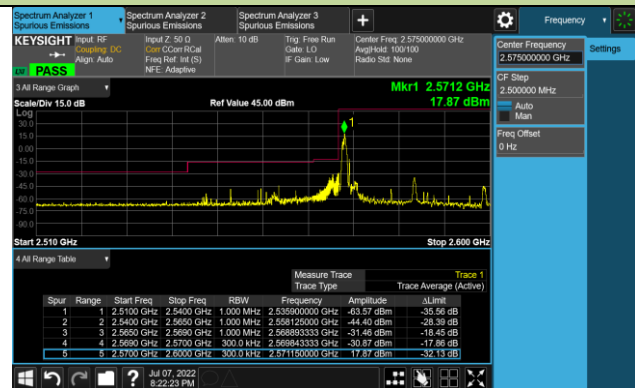 Spectrum Analyzer 1
Spurious Emissions
Spectrum Analyzer 2
Spurious Emissions
Spectrum Analyzer 3
Spurious Emissions
Frequency
KEYSIGHT
Input: RF
Coupling: DC
Align: Auto
Input Z: 50 Ω
Corr CCorr RCal
Freq Ref: Int (S)
NFE: Adaptive
Atten: 10 dB
Trig: Free Run
Gate: LO
IF Gain: Low
Center Freq: 2.575000000 GHz
Avg|Hold: 100/100
Radio Std: None
PASS
Center Frequency
2.575000000 GHz
Settings
CF Step
2.500000 MHz
Auto
Man
Freq Offset
0 Hz
3 All Range Graph
Mkr1 2.5712 GHz
Scale/Div 15.0 dB
Ref Value 45.00 dBm
17.87 dBm
Log
30.0
15.0
0.00
-15.0
-30.0
-45.0
-60.0
-75.0
-90.0
1
Start 2.510 GHz
Stop 2.600 GHz
4 All Range Table
Measure Trace Trace 1
Trace Type Trace Average (Active)
Spur Range Start Freq Stop Freq RBW Frequency Amplitude ΔLimit
1 1 2.5100 GHz 2.5400 GHz 1.000 MHz 2.535900000 GHz -63.57 dBm -35.56 dB
2 2 2.5400 GHz 2.5650 GHz 1.000 MHz 2.558125000 GHz -44.40 dBm -28.39 dB
3 3 2.5650 GHz 2.5690 GHz 1.000 MHz 2.568893333 GHz -31.46 dBm -18.45 dB
4 4 2.5690 GHz 2.5700 GHz 300.0 kHz 2.569843333 GHz -30.87 dBm -17.86 dB
5 5 2.5700 GHz 2.6000 GHz 300.0 kHz 2.571150000 GHz 17.87 dBm -32.13 dB
Jul 07, 2022
8:22:23 PM